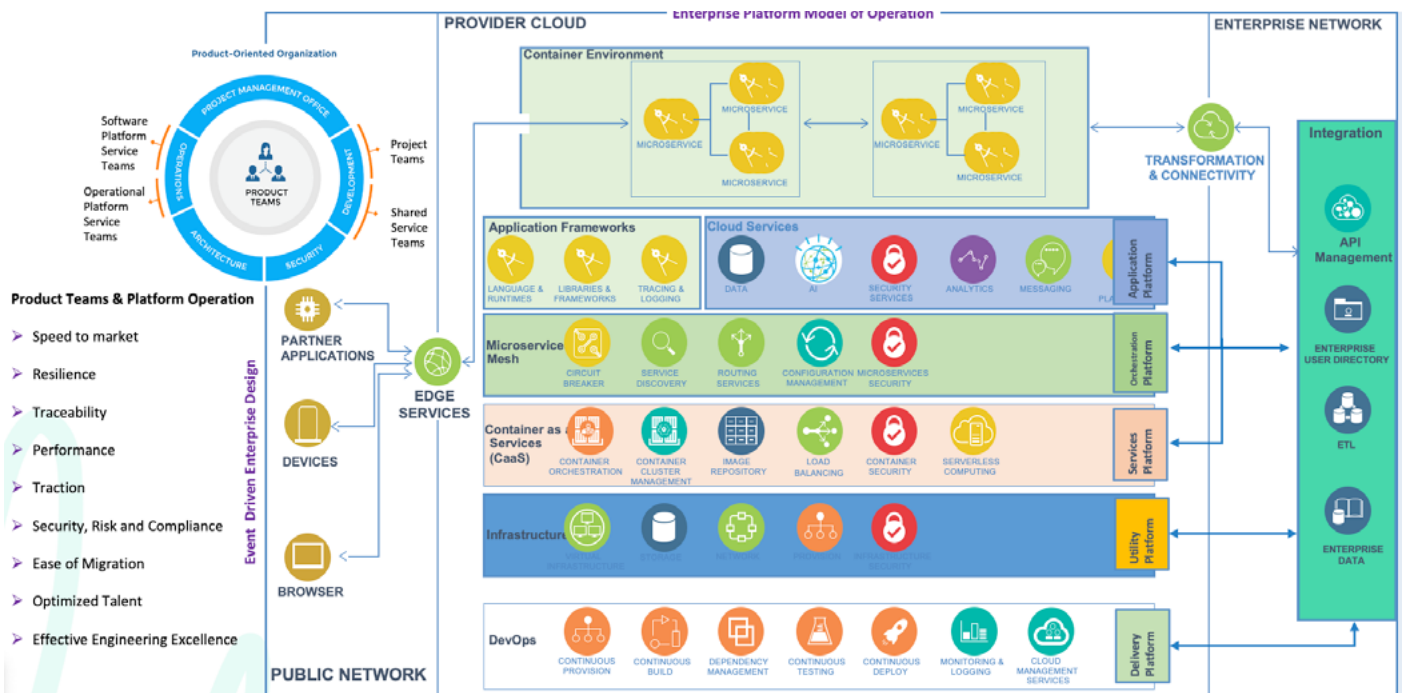 Enterprise Platform Model of Operation
PROVIDER CLOUD
ENTERPRISE NETWORK
Product-Oriented Organization
PROJECT MANAGEMENT OFFICE
OPERATIONS
DEVELOPMENT
ARCHITECTURE
SECURITY
PRODUCT
TEAMS
Software
Platform
Service
Teams
Operational
Platform
Service
Teams
Project
Teams
Shared
Service Teams
Product Teams & Platform Operation
Speed to market
Resilience
Traceability
Performance
Traction
Security, Risk and Compliance
Ease of Migration
Optimized Talent
Effective Engineering Excellence
Event Driven Enterprise Design
PARTNER
APPLICATIONS
DEVICES
BROWSER
PUBLIC NETWORK
EDGE
SERVICES
Container Environment
MICROSERVICE
MICROSERVICE
MICROSERVICE
MICROSERVICE
MICROSERVICE
MICROSERVICE
TRANSFORMATION
& CONNECTIVITY
Application Frameworks
LANGUAGE &
RUNTIMES
LIBRARIES &
FRAMEWORKS
TRACING &
LOGGING
Cloud Services
DATA
AI
SECURITY
SERVICES
ANALYTICS
MESSAGING
Application
Platform
Microservice
Mesh
CIRCUIT
BREAKER
SERVICE
DISCOVERY
ROUTING
SERVICES
CONFIGURATION
MANAGEMENT
MICROSERVICES
SECURITY
Orchestration
Platform
Container as a
Services
(CaaS)
CONTAINER
ORCHESTRATION
CONTAINER
CLUSTER
MANAGEMENT
IMAGE
REPOSITORY
LOAD
BALANCING
CONTAINER
SECURITY
SERVERLESS
COMPUTING
Services
Platform
Infrastructure
VIRTUAL
INFRASTRUCTURE
STORAGE
NETWORK
INFRASTRUCTURE
SECURITY
Utility
Platform
DevOps
CONTINUOUS
PROVISION
CONTINUOUS
BUILD
DEPENDENCY
MANAGEMENT
CONTINUOUS
TESTING
CONTINUOUS
DEPLOY
MONITORING &
LOGGING
CLOUD
MANAGEMENT
SERVICES
Delivery
Platform
Integration
API
Management
ENTERPRISE
USER DIRECTORY
ETL
ENTERPRISE
DATA